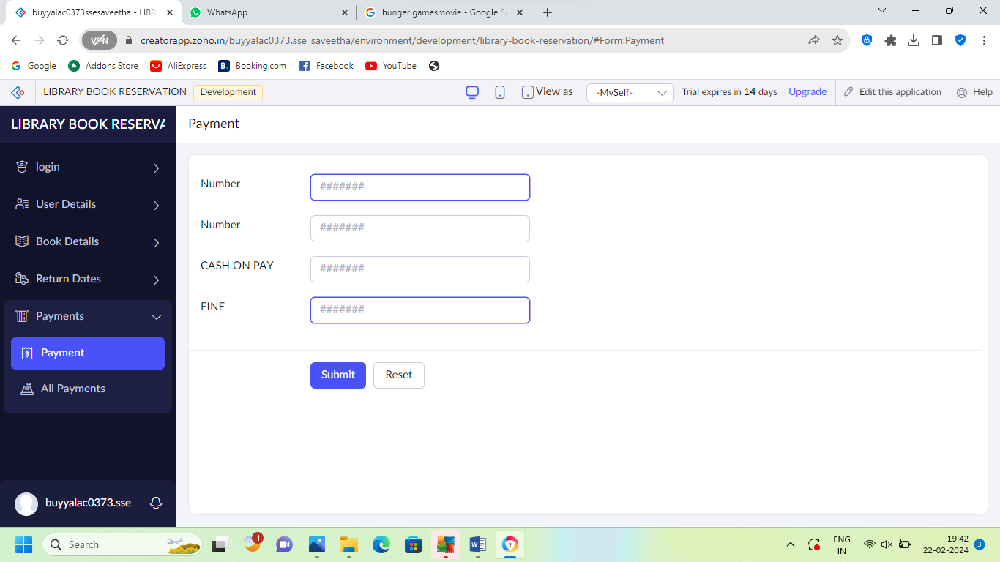 buyyalac0373ssesaveetha - LIBR
WhatsApp
hunger gamesmovie - Google Se
VPN
creatorapp.zoho.in/buyyalac0373.sse_saveetha/environment/development/library-book-reservation/#Form:Payment
Google
Addons Store
AliExpress
B.
Booking.com
Facebook
YouTube
LIBRARY BOOK RESERVATION
Development
View as
-MySelf-
Trial expires in 14 days
Upgrade
Edit this application
Help
LIBRARY BOOK RESERVA
Payment
login
User Details
Book Details
Return Dates
Payments
Payment
All Payments
Number
#######
Number
#######
CASH ON PAY
#######
FINE
#######
Submit
Reset
buyyalac0373.sse
Search
1
W
ENG
IN
19:42
22-02-2024
3